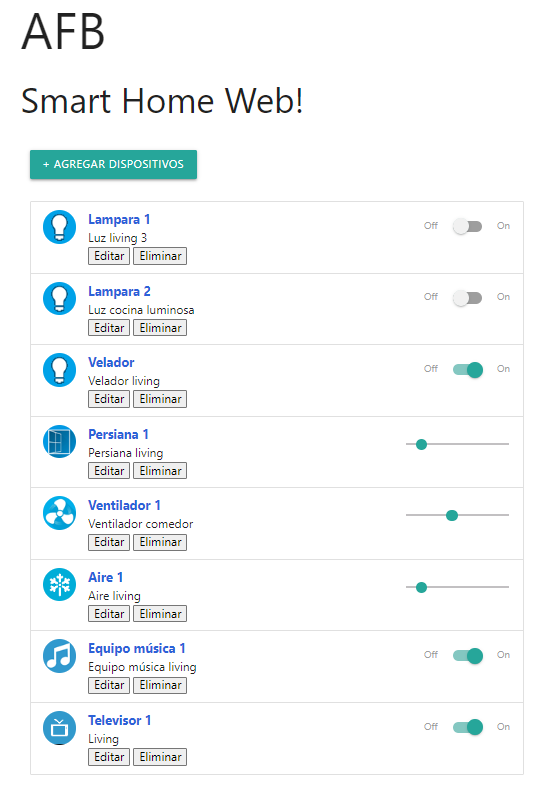 AFB
Smart Home Web!
+ AGREGAR DISPOSITIVOS
Lampara 1
Off On
Luz living 3
Editar Eliminar
Lampara 2
Off On
Luz cocina luminosa
Editar Eliminar
Velador
Off On
Velador living
Editar Eliminar
Persiana 1
Persiana living
Editar Eliminar
Ventilador 1
Ventilador comedor
Editar Eliminar
Aire 1
Aire living
Editar Eliminar
Equipo música 1
Off On
Equipo música living
Editar Eliminar
Televisor 1
Off On
Living
Editar Eliminar